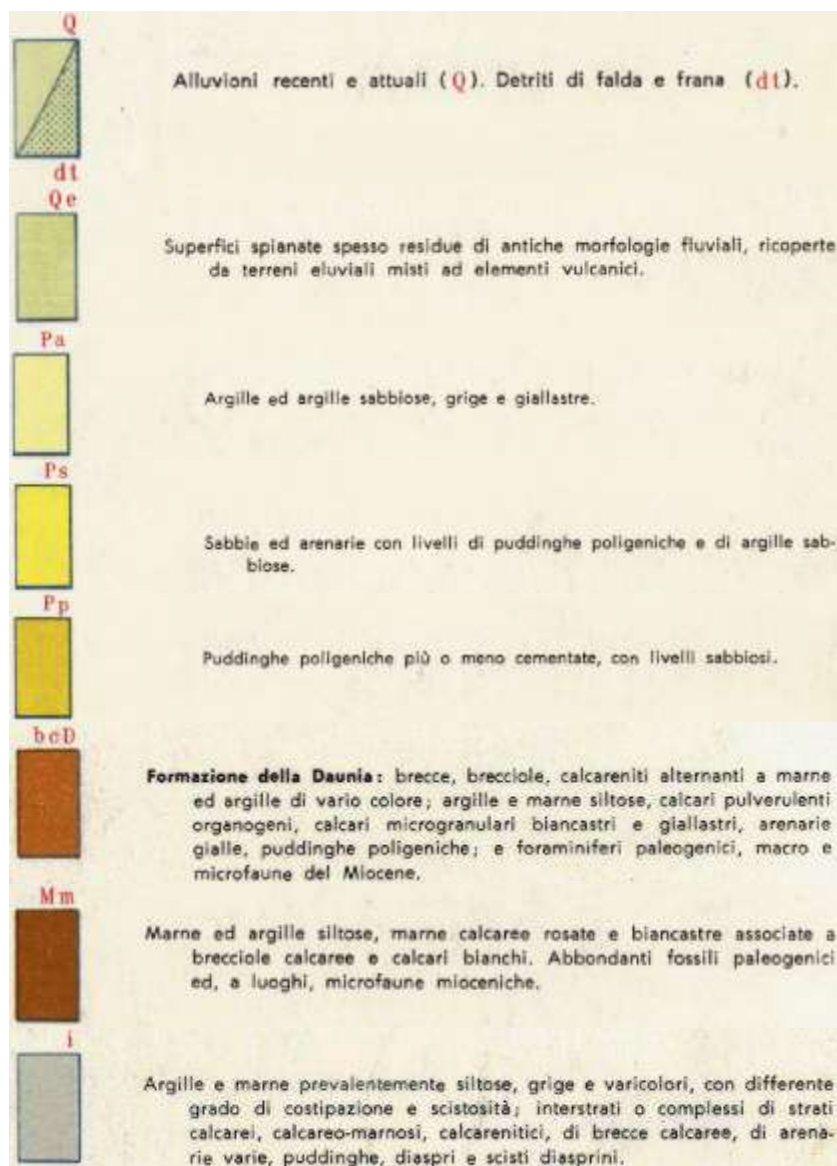 Q
Alluvioni recenti e attuali (Q). Detriti di falda e frana (dt).
dt
Qe
Superfici spianate spesso residue di antiche morfologie fluviali, ricoperte
da terreni eluviali misti ad elementi vulcanici.
Pa
Argille ed argille sabbiose, grige e giallastre.
Ps
Sabbie ed arenarie con livelli di puddinghe poligeniche e di argille sab-
biose.
Pp
Puddinghe poligeniche più o meno cementate, con livelli sabbiosi.
bcD
Formazione della Daunia: brecce, brecciole, calcareniti alternanti a marne
ed argille di vario colore; argille e marne siltose, calcari pulverulenti
organogeni, calcari microgranulari biancastri e giallastri, arenarie
gialle, puddinghe poligeniche; e foraminiferi paleogenici, macro e
microfaune del Miocene.
Mm
Marne ed argille siltose, marne calcaree rosate e biancastre associate a
brecciole calcaree e calcari bianchi. Abbondanti fossili paleogenici
ed, a luoghi, microfaune mioceniche.
i
Argille e marne prevalentemente siltose, grige e varicolori, con differente
grado di costipazione e scistosità; interstrati o complessi di strati
calcarei, calcareo-marnosi, calcarenitici, di brecce calcaree, di arena-
rie varie, puddinghe, diaspri e scisti diasprini.